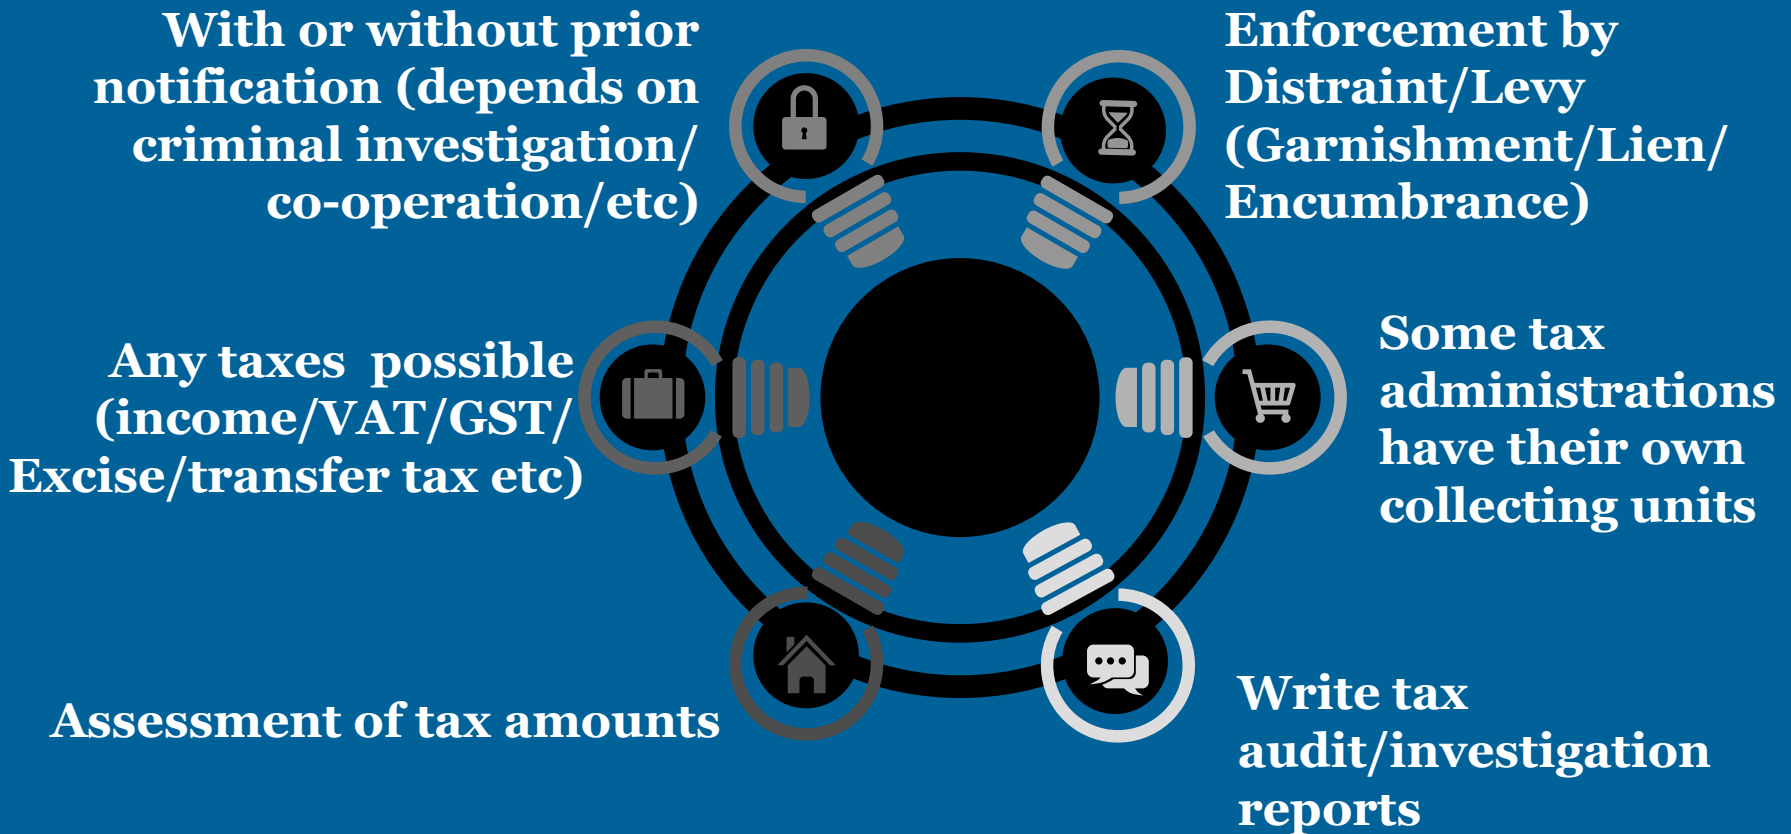 With or without prior
notification (depends on
criminal investigation/
co-operation/etc)
Enforcement by
Distraint/Levy
(Garnishment/Lien/
Encumbrance)
Any taxes  possible
(income/VAT/GST/
Excise/transfer tax etc)
Some tax
administrations
have their own
collecting units
Assessment of tax amounts
Write tax
audit/investigation
reports